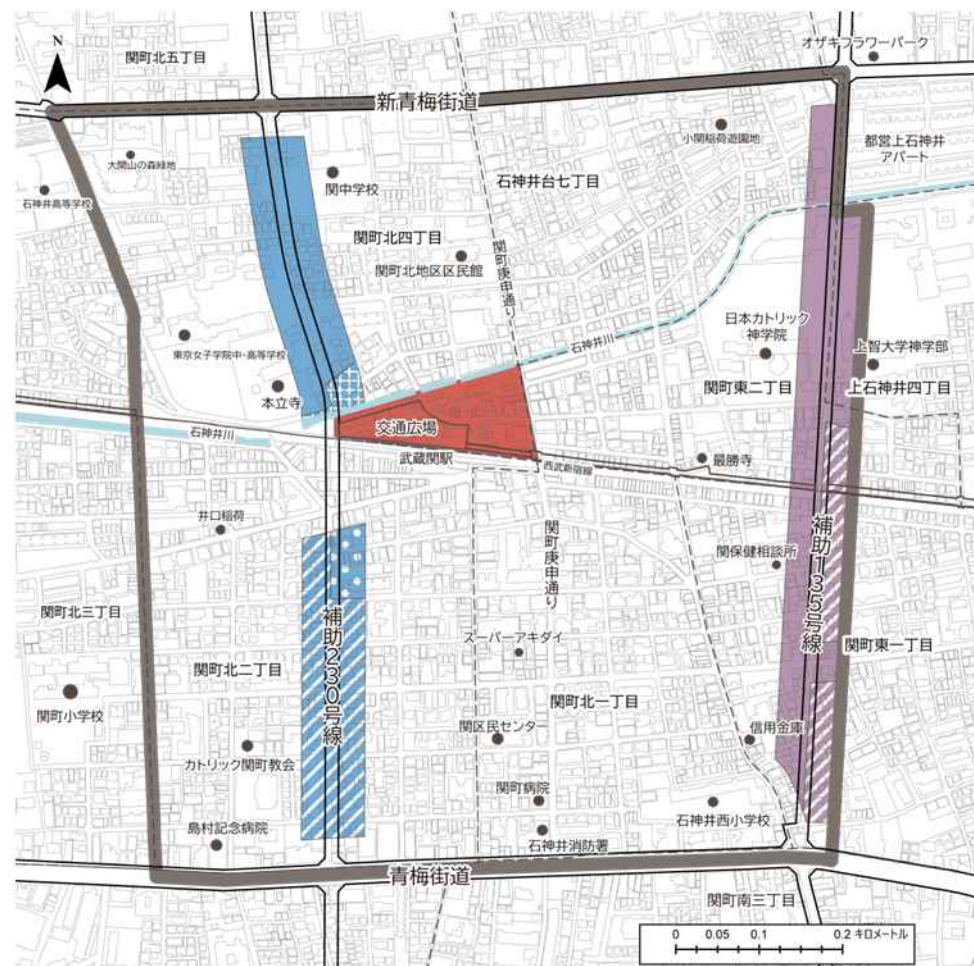 オザキフラワーパーク
N
関町北五丁目
新青梅街道
小関稲荷遊園地
都営上石神井
アパート
大関山の森緑地
関中学校
石神井台七丁目
石神井高等学校
関町北四丁目
関町北地区区民館
関町庚申通り
日本カトリック
神学院
石神井川
上智大学神学部
東京女子学院中・高等学校
関町東二丁目
上石神井四丁目
本立寺
交通広場
石神井川
武蔵関駅
西武新宿線
最勝寺
井口稲荷
関町庚申通り
関保健相談所
補助135号線
関町北三丁目
補助230号線
スーパーアキダイ
関町東一丁目
関町北二丁目
関町北一丁目
関町小学校
関区民センター
信用金庫
カトリック関町教会
関町病院
石神井西小学校
島村記念病院
石神井消防署
青梅街道
関町南三丁目
0 0.05 0.1 0.2 キロメートル